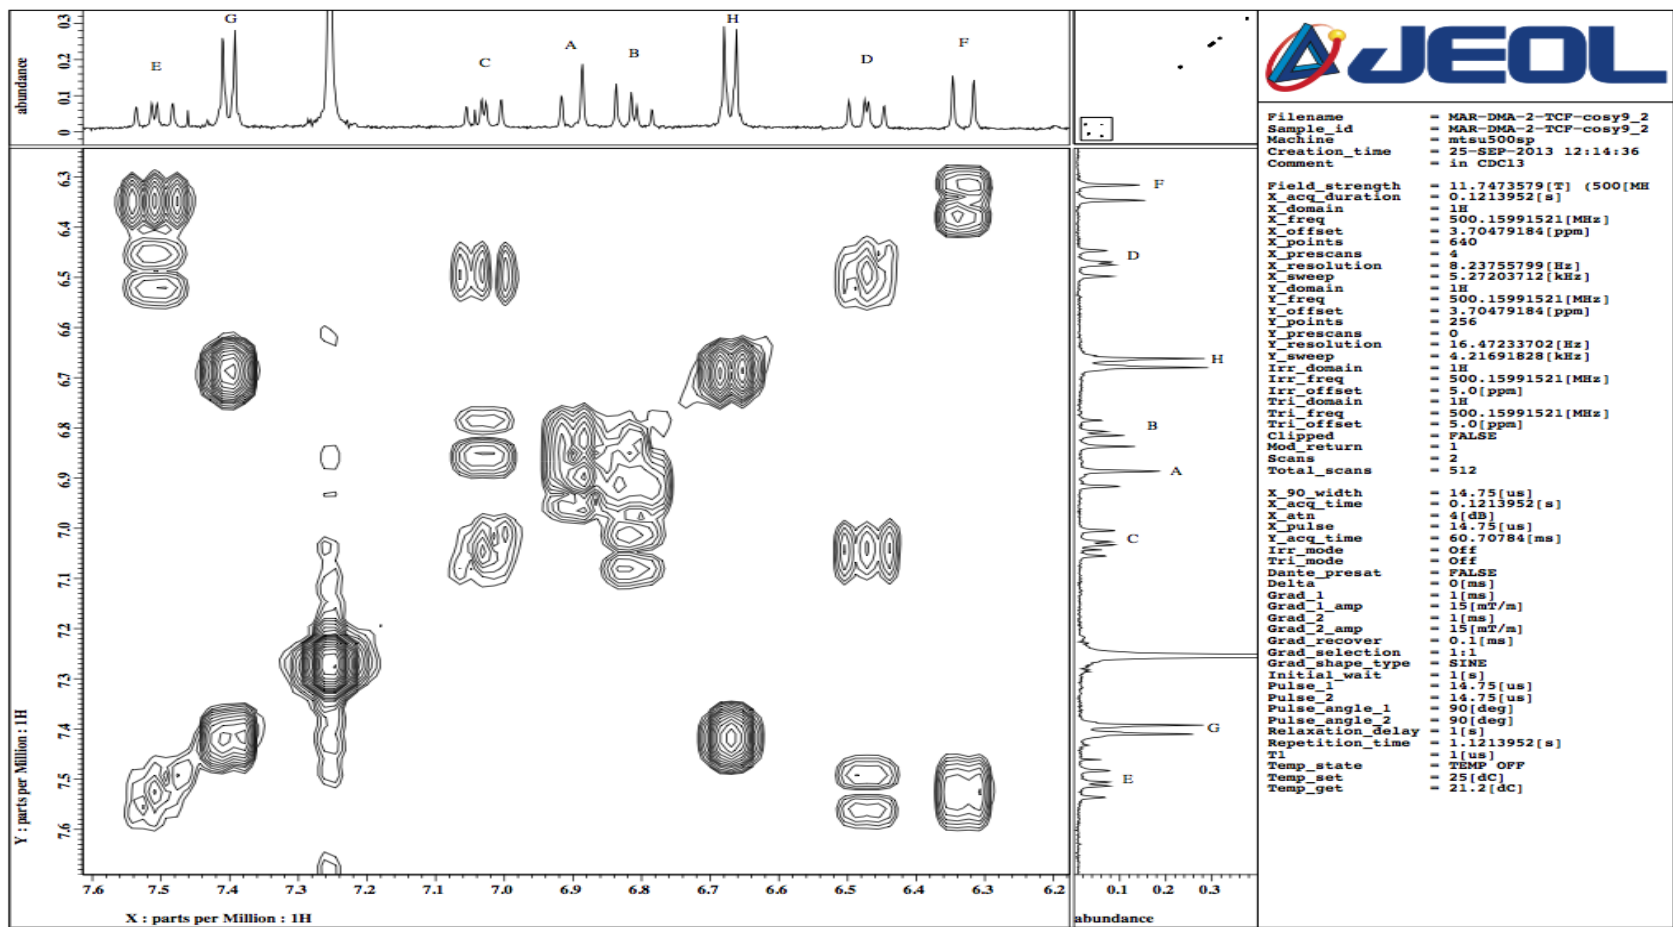 G
H
A
B
E
C
D
F
0.3
0.2
0.1
0
abundance
JEOL
Filename = MAR-DMA-2-TCF-cosy9_2
Sample_id = MAR-DMA-2-TCF-cosy9_2
Machine = mtsu500sp
Creation_time = 25-SEP-2013 12:14:36
Comment = in CDCl3
Field_strength = 11.7473579[T] (500[MH
X_acq_duration = 0.1213952[s]
X_domain = 1H
X_freq = 500.15991521[MHz]
X_offset = 3.70479184[ppm]
X_points = 640
X_prescans = 4
X_resolution = 8.23755799[Hz]
X_sweep = 5.27203712[kHz]
Y_domain = 1H
Y_freq = 500.15991521[MHz]
Y_offset = 3.70479184[ppm]
Y_points = 256
Y_prescans = 0
Y_resolution = 16.47233702[Hz]
Y_sweep = 4.21691828[kHz]
Irr_domain = 1H
Irr_freq = 500.15991521[MHz]
Irr_offset = 5.0[ppm]
Tri_domain = 1H
Tri_freq = 500.15991521[MHz]
Tri_offset = 5.0[ppm]
Clipped = FALSE
Mod_return = 1
Scans = 2
Total_scans = 512
X_90_width = 14.75[us]
X_acq_time = 0.1213952[s]
X_atn = 4[dB]
X_pulse = 14.75[us]
Y_acq_time = 60.70784[ms]
Irr_mode = Off
Tri_mode = Off
Dante_presat = FALSE
Delta = 0[ms]
Grad_1 = 1[ms]
Grad_1_amp = 15[mT/m]
Grad_2 = 1[ms]
Grad_2_amp = 15[mT/m]
Grad_recover = 0.1[ms]
Grad_selection = 1:1
Grad_shape_type = SINE
Initial_wait = 1[s]
Pulse_1 = 14.75[us]
Pulse_2 = 14.75[us]
Pulse_angle_1 = 90[deg]
Pulse_angle_2 = 90[deg]
Relaxation_delay = 1[s]
Repetition_time = 1.1213952[s]
T1 = 1[us]
Temp_state = TEMP OFF
Temp_set = 25[dC]
Temp_get = 21.2[dC]
6.3
6.4
6.5
6.6
6.7
6.8
6.9
7.0
7.1
7.2
7.3
7.4
7.5
7.6
Y : parts per Million : 1H
F
D
H
B
A
C
G
E
7.6 7.5 7.4 7.3 7.2 7.1 7.0 6.9 6.8 6.7 6.6 6.5 6.4 6.3 6.2
X : parts per Million : 1H
0.1 0.2 0.3
abundance